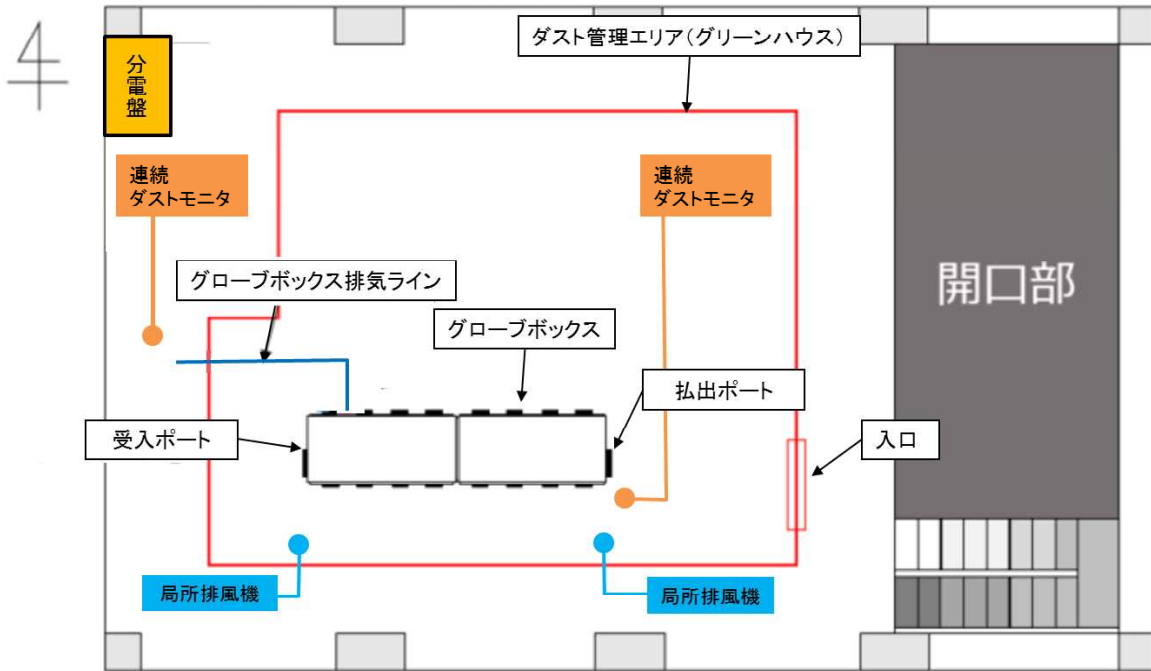 ダスト管理エリア(グリーンハウス)
分電盤
連続
ダストモニタ
連続
ダストモニタ
グローブボックス排気ライン
開口部
グローブボックス
払出ポート
受入ポート
入口
局所排風機
局所排風機